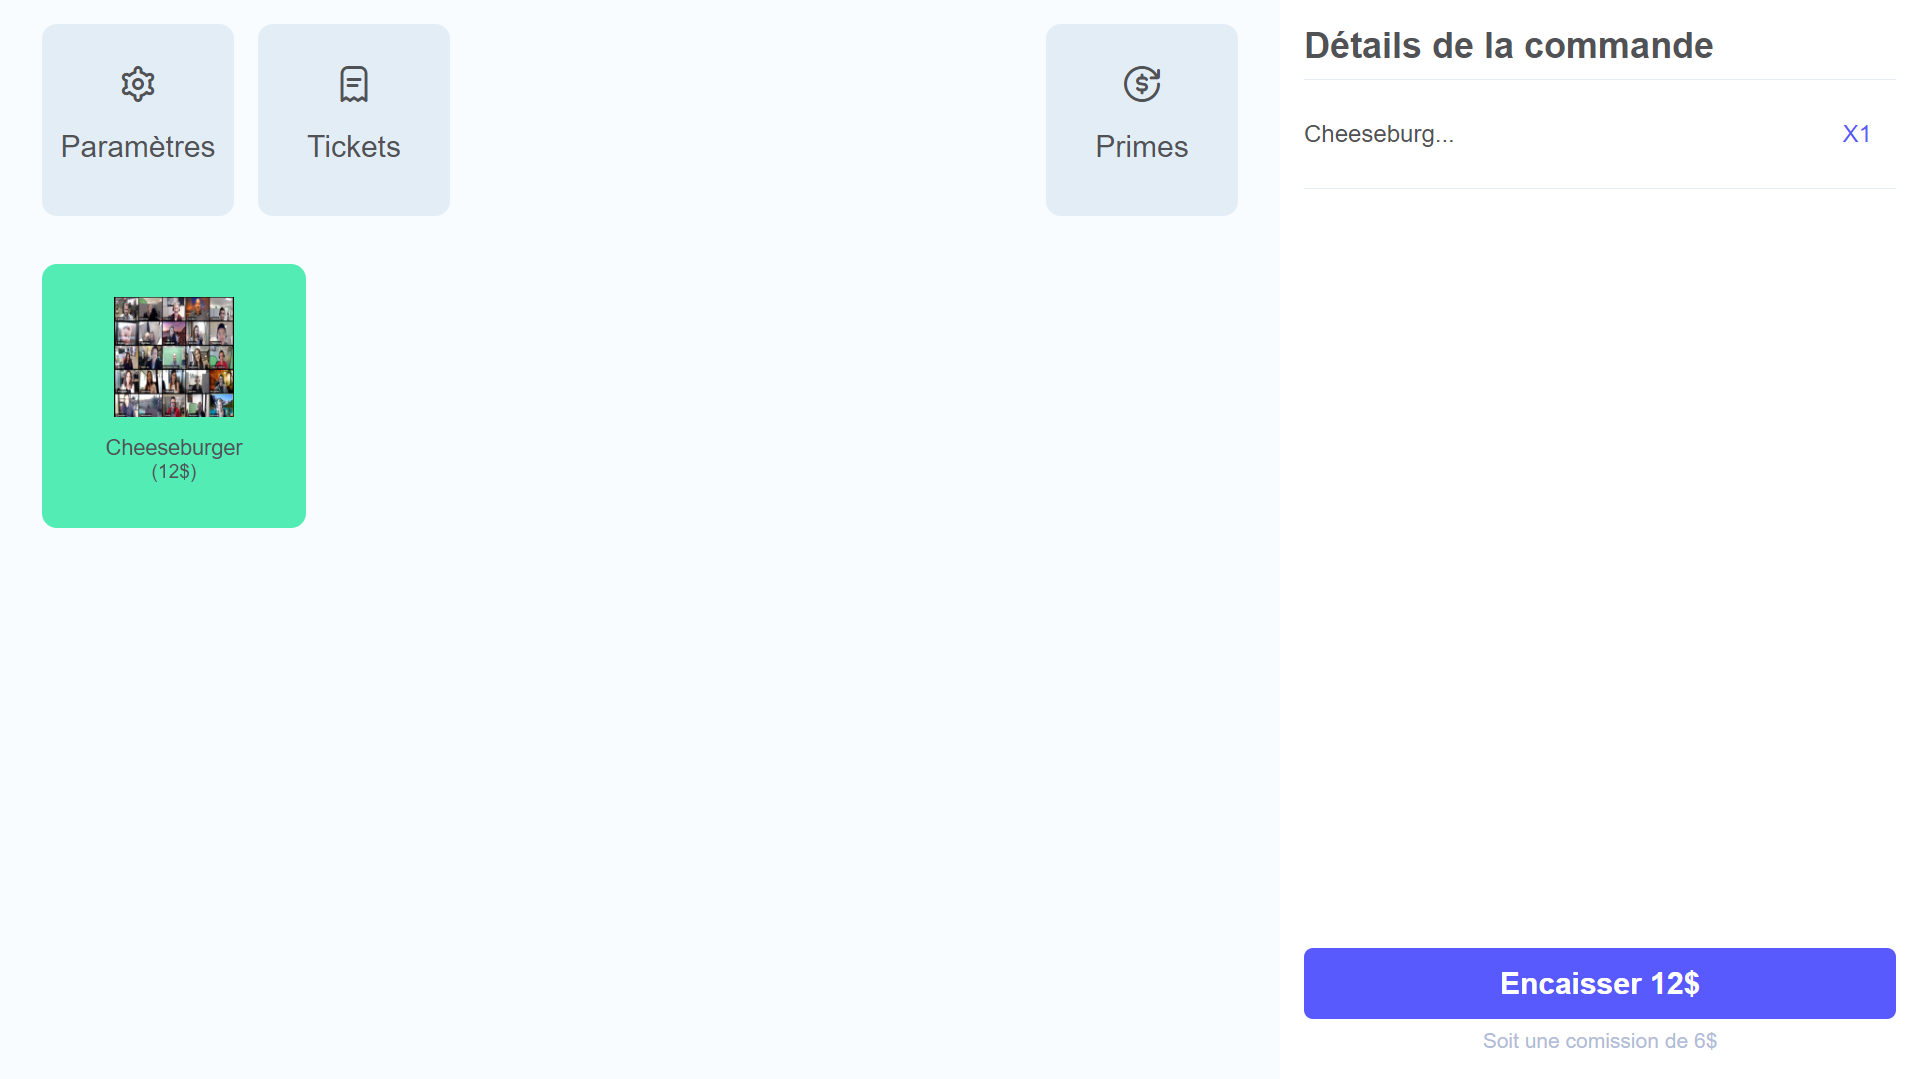 Paramètres
Tickets
Primes
Cheeseburger
(12$)
Détails de la commande
Cheeseburg...
X1
Encaisser 12$
Soit une comission de 6$